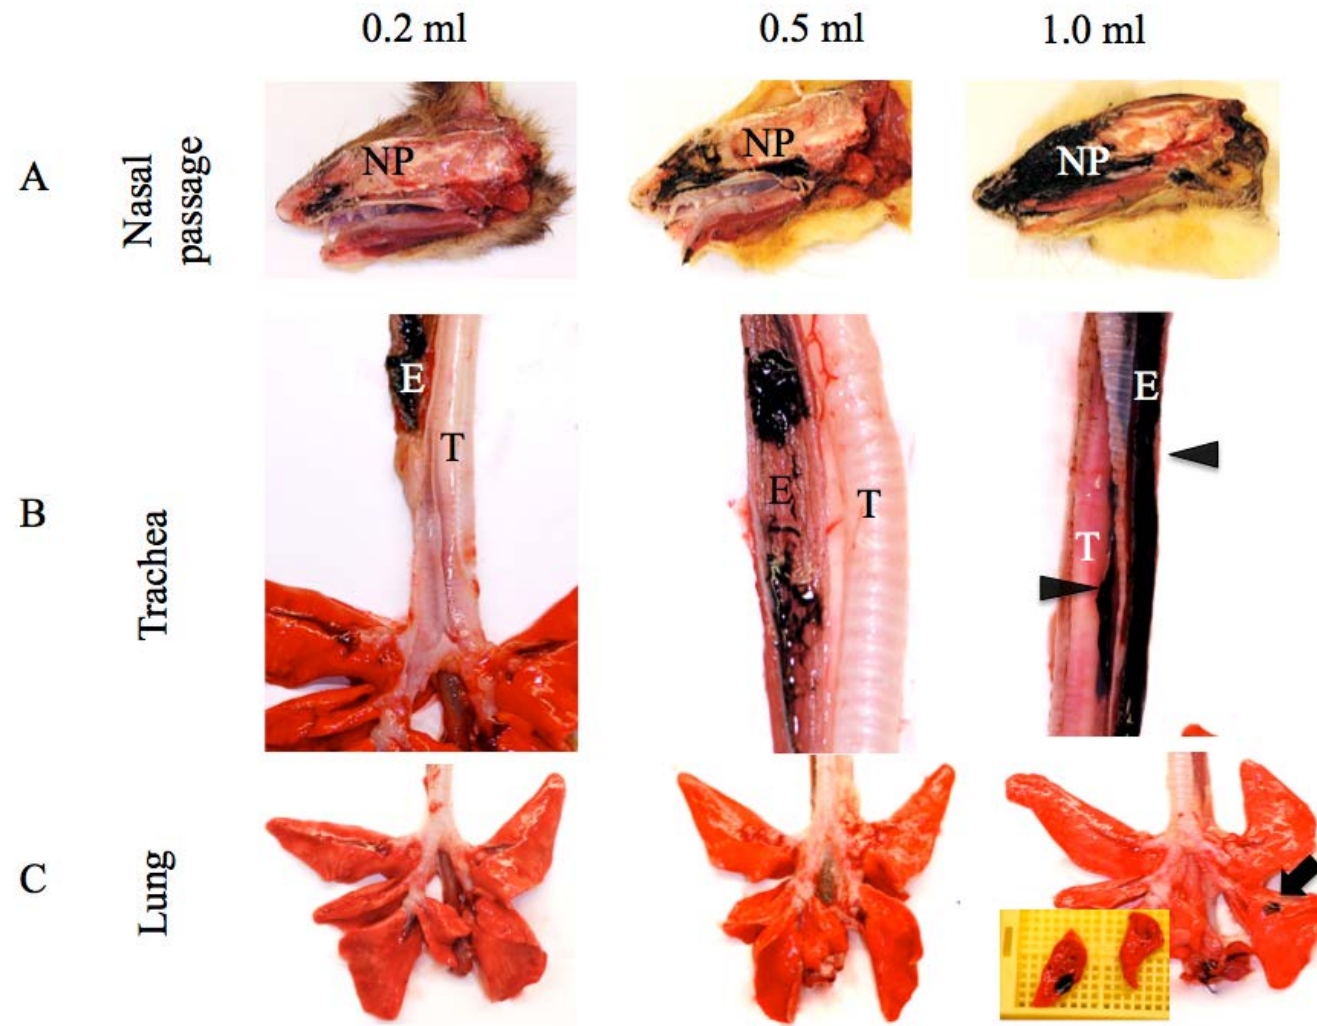 0.2 ml
0.5 ml
1.0 ml
A
Nasal
passage
NP
NP
NP
B
Trachea
E
T
E
T
E
T
C
Lung